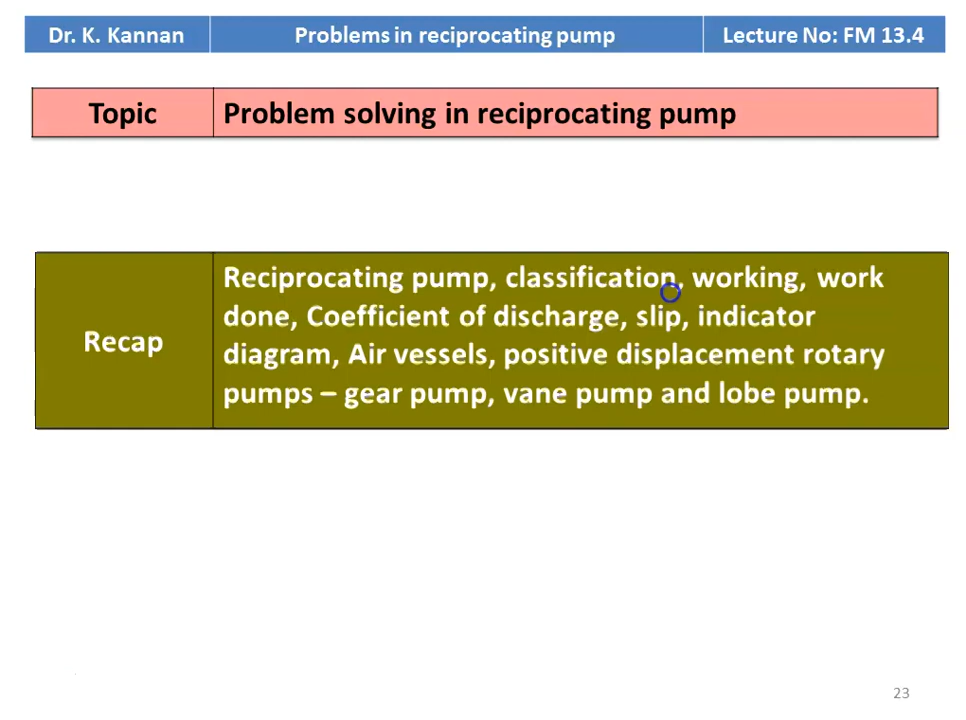 Dr. K. Kannan Problems in reciprocating pump Lecture No: FM 13.4
Topic Problem solving in reciprocating pump
Recap
Reciprocating pump, classification, working, work
done, Coefficient of discharge, slip, indicator
diagram, Air vessels, positive displacement rotary
pumps – gear pump, vane pump and lobe pump.
23